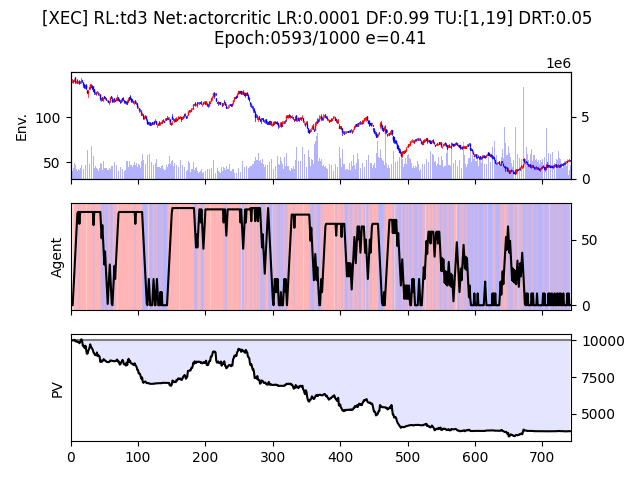 [XEC] RL:td3 Net:actorcritic LR:0.0001 DF:0.99 TU:[1,19] DRT:0.05
Epoch:0593/1000 e=0.41
1e6
Env.
100
50
5
0
Agent
50
0
PV
10000
7500
5000
0 100 200 300 400 500 600 700